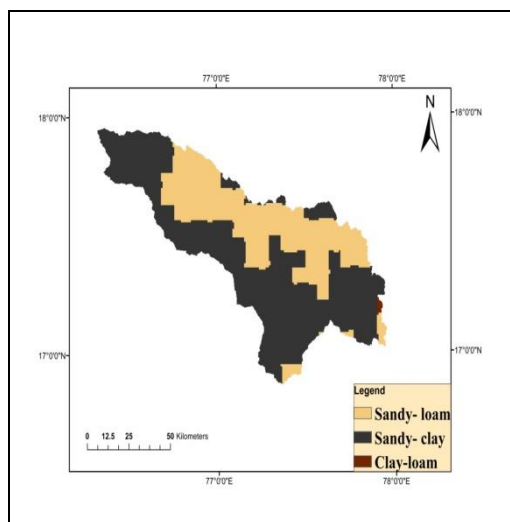 77°0'0"E 78°0'0"E
18°0'0"N 18°0'0"N
N
17°0'0"N 17°0'0"N
Legend
Sandy- loam
Sandy- clay
Clay-loam
0 12.5 25 50 Kilometers
77°0'0"E 78°0'0"E